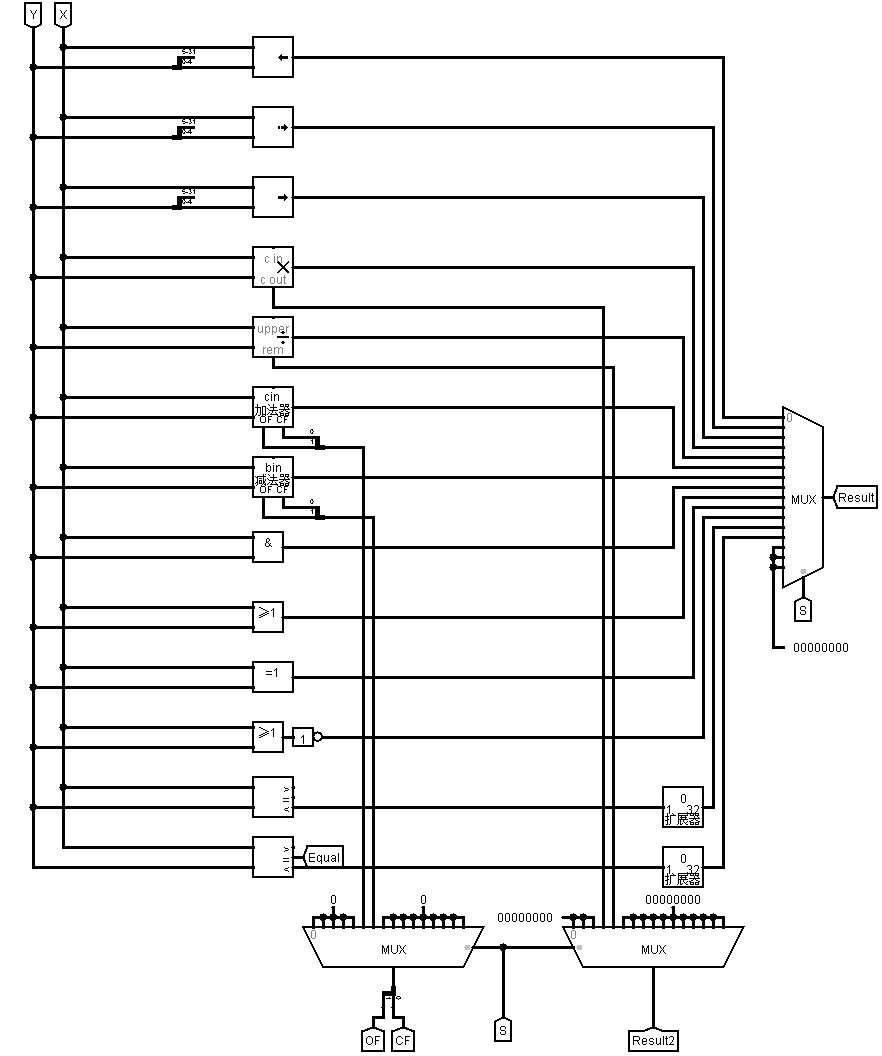 Y X
5-31
0-4
5-31
0-4
5-31
0-4
c in
c out
upper
rem
cin
加法器
OF CF
0
1
0
bin
减法器
OF CF
0
1
MUX
Result
&
S
≥1
00000000
=1
≥1
1
>
=
<
0
1 32
扩展器
>
=
<
Equal
0
1 32
扩展器
0
0
00000000
00000000
0
0
MUX
MUX
0
OF
CF
S
Result2